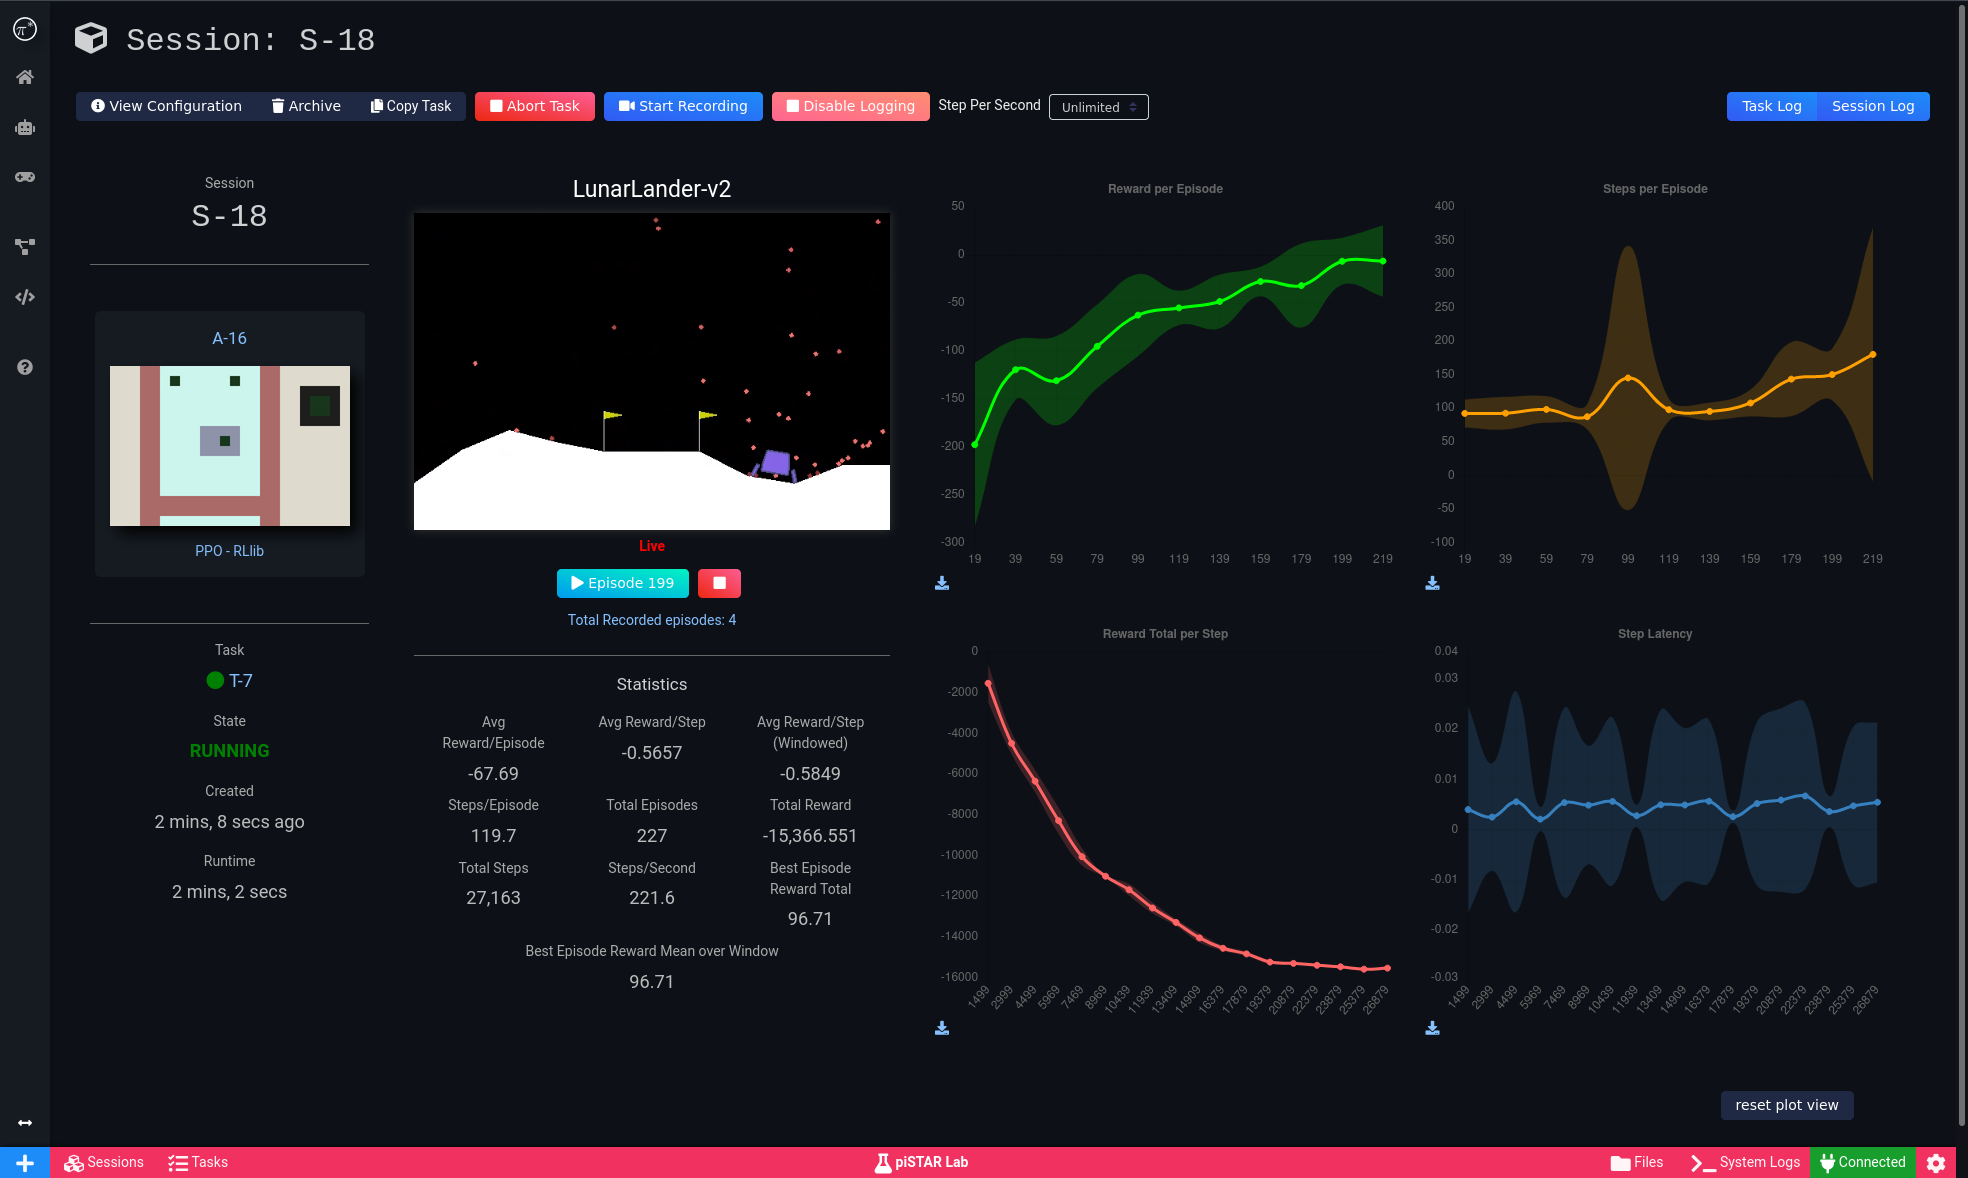 π*
Session: S-18
View Configuration
Archive
Copy Task
Abort Task
Start Recording
Disable Logging
Step Per Second
Unlimited
Task Log
Session Log
Session
S-18
A-16
PPO - RLlib
Task
T-7
State
RUNNING
Created
2 mins, 8 secs ago
Runtime
2 mins, 2 secs
LunarLander-v2
Live
Episode 199
Total Recorded episodes: 4
Statistics
Avg
Reward/Episode
-67.69
Avg Reward/Step
-0.5657
Avg Reward/Step
(Windowed)
-0.5849
Steps/Episode
119.7
Total Episodes
227
Total Reward
-15,366.551
Total Steps
27,163
Steps/Second
221.6
Best Episode
Reward Total
96.71
Best Episode Reward Mean over Window
96.71
Reward per Episode
50
0
-50
-100
-150
-200
-250
-300
19 39 59 79 99 119 139 159 179 199 219
Steps per Episode
400
350
300
250
200
150
100
50
0
-50
-100
19 39 59 79 99 119 139 159 179 199 219
Reward Total per Step
0
-2000
-4000
-6000
-8000
-10000
-12000
-14000
-16000
1499 2999 4499 5969 7469 8969 10439 11939 13409 14909 16379 17879 19379 20879 22379 23879 25379 26879
Step Latency
0.04
0.03
0.02
0.01
0
-0.01
-0.02
-0.03
1499 2999 4499 5969 7469 8969 10439 11939 13409 14909 16379 17879 19379 20879 22379 23879 25379 26879
reset plot view
Sessions
Tasks
piSTAR Lab
Files
System Logs
Connected